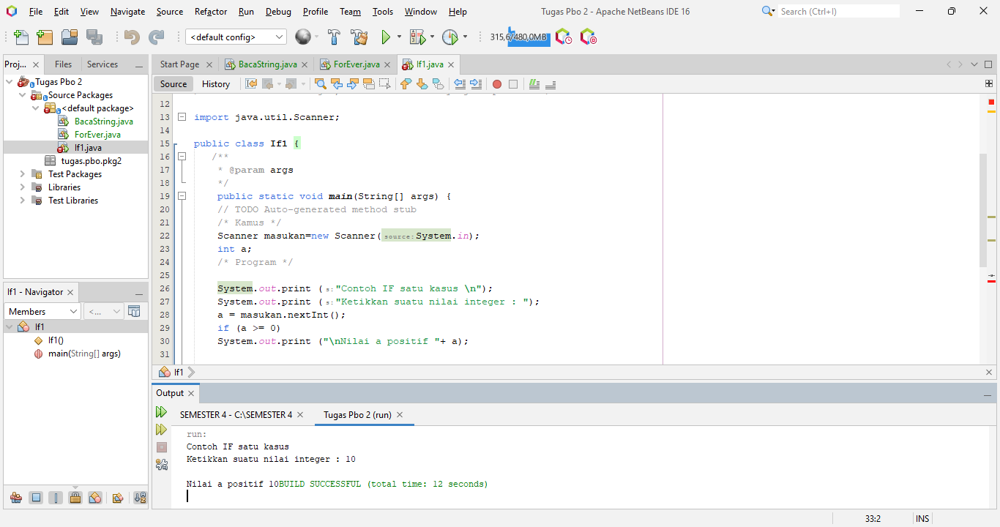 File Edit View Navigate Source Refactor Run Debug Profile Team Tools Window Help
Tugas Pbo 2 - Apache NetBeans IDE 16
Search (Ctrl+I)
<default config>
315,6/480,0MB
Proj... Files Services
Tugas Pbo 2
Source Packages
<default package>
BacaString.java
ForEver.java
If1.java
tugas.pbo.pkg2
Test Packages
Libraries
Test Libraries
If1 - Navigator
Members <...
If1
If1()
main(String[] args)
Start Page BacaString.java ForEver.java If1.java
Source History
12
13 import java.util.Scanner;
14
15 public class If1 {
16 /**
17 * @param args
18 */
19 public static void main(String[] args) {
20 // TODO Auto-generated method stub
21 /* Kamus */
22 Scanner masukan=new Scanner( source: System.in);
23 int a;
24 /* Program */
25
26 System.out.print ( s: "Contoh IF satu kasus \n");
27 System.out.print ( s: "Ketikkan suatu nilai integer : ");
28 a = masukan.nextInt();
29 if (a >= 0)
30 System.out.print ("\nNilai a positif "+ a);
31
If1
Output
SEMESTER 4 - C:\SEMESTER 4 Tugas Pbo 2 (run)
run:
Contoh IF satu kasus
Ketikkan suatu nilai integer : 10
Nilai a positif 10BUILD SUCCESSFUL (total time: 12 seconds)
33:2 INS